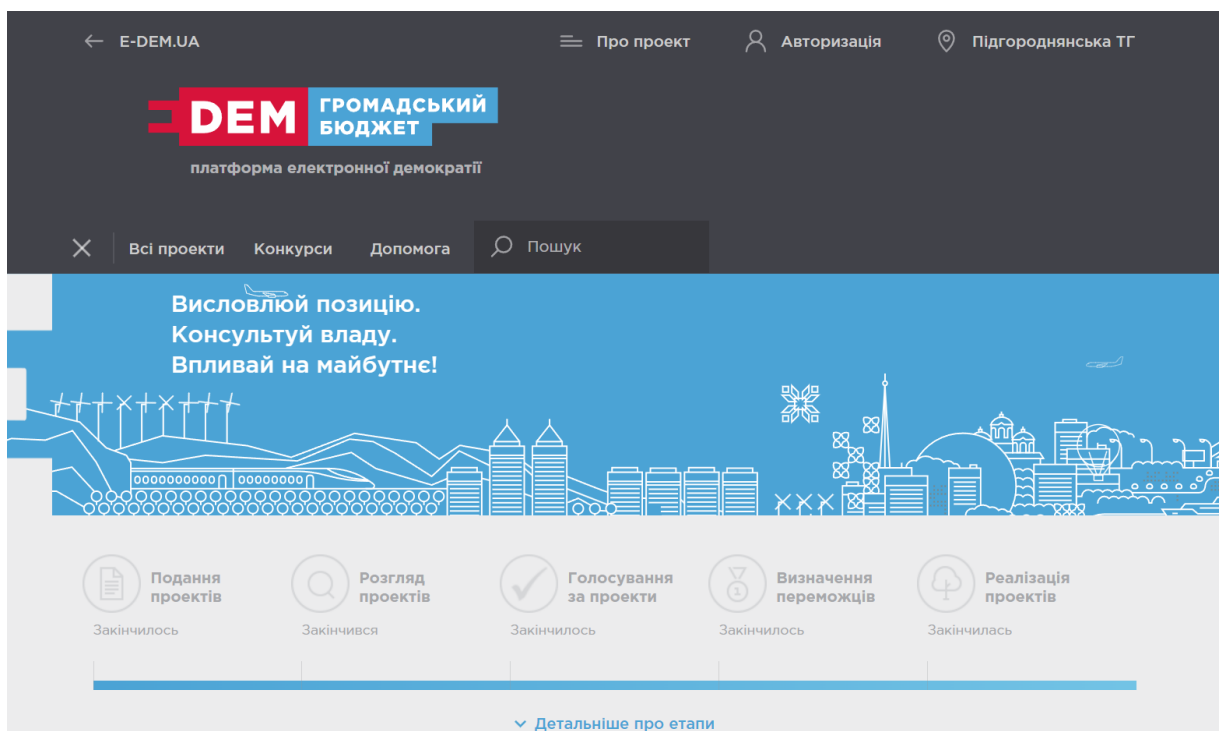 E-DEM.UA
Про проект
Авторизація
Підгороднянська ТГ
DEM
ГРОМАДСЬКИЙ
БЮДЖЕТ
платформа електронної демократії
Всі проекти
Конкурси
Допомога
Пошук
Висловлюй позицію.
Консультуй владу.
Впливай на майбутнє!
Подання
проектів
Закінчилось
Розгляд
проектів
Закінчився
Голосування
за проекти
Закінчилось
1
Визначення
переможців
Закінчилось
Реалізація
проектів
Закінчилась
Детальніше про етапи